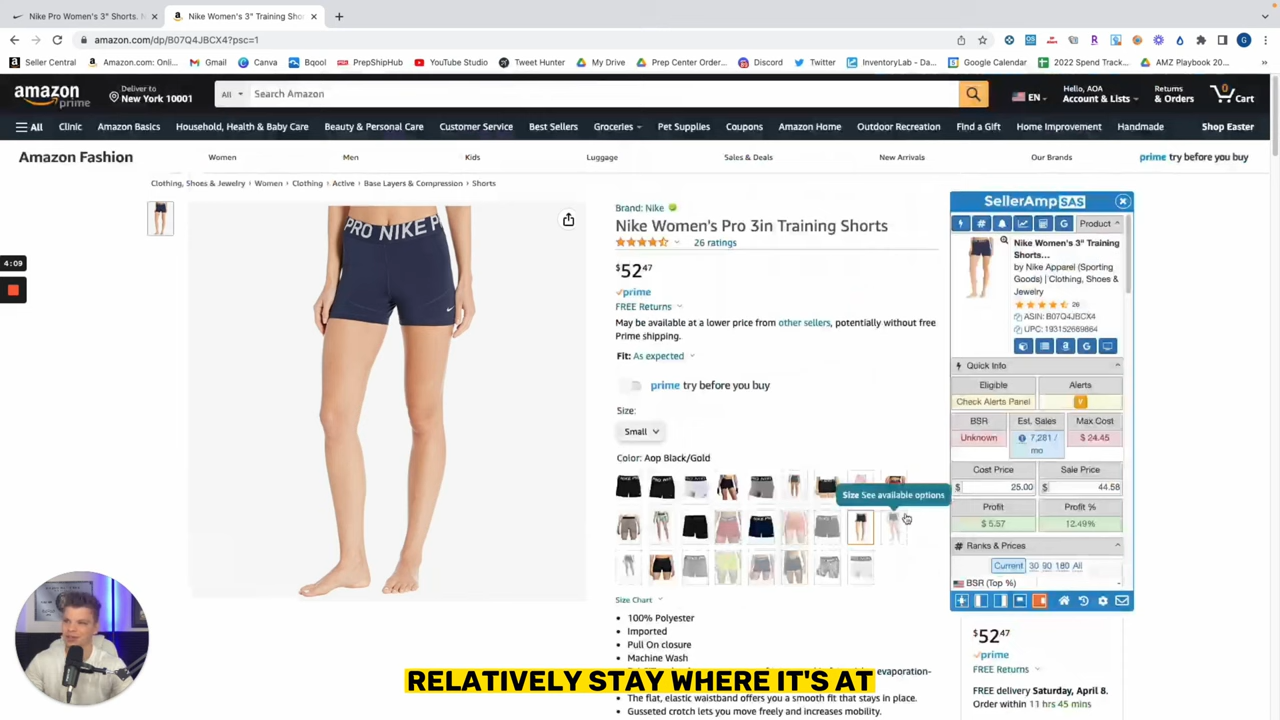 Nike Pro Women's 3" Shorts. N
Nike Women's 3" Training Shor
amazon.com/dp/B07Q4JBCX4?psc=1
Seller Central
Amazon.com: Onli...
Gmail
Canva
Bqool
PrepShipHub
YouTube Studio
Tweet Hunter
My Drive
Prep Center Order...
Discord
Twitter
InventoryLab - Da...
Google Calendar
2022 Spend Track...
AMZ Playbook 20...
amazon prime
Deliver to
New York 10001
All
Search Amazon
EN
Hello, AOA
Account & Lists
Returns
& Orders
0
Cart
All
Clinic
Amazon Basics
Household, Health & Baby Care
Beauty & Personal Care
Customer Service
Best Sellers
Groceries
Pet Supplies
Coupons
Amazon Home
Outdoor Recreation
Find a Gift
Home Improvement
Handmade
Shop Easter
Amazon Fashion
Women
Men
Kids
Luggage
Sales & Deals
New Arrivals
Our Brands
prime try before you buy
Clothing, Shoes & Jewelry › Women › Clothing › Active › Base Layers & Compression › Shorts
4:09
PRO NIKE P
Brand: Nike
Nike Women's Pro 3in Training Shorts
26 ratings
$52 47
prime
FREE Returns
May be available at a lower price from other sellers, potentially without free
Prime shipping.
Fit: As expected
prime try before you buy
Size:
Small
Color: Aop Black/Gold
Size See available options
Size Chart
• 100% Polyester
• Imported
• Pull On closure
• Machine Wash
evaporation-
• The flat, elastic waistband offers you a smooth fit that stays in place.
• Gusseted crotch lets you move freely and increases mobility.
SellerAmp SAS
Product
Nike Women's 3" Training
Shorts...
by Nike Apparel (Sporting
Goods) | Clothing, Shoes &
Jewelry
26
ASIN: B07Q4JBCX4
UPC: 193152669864
Quick Info
Eligible
Alerts
Check Alerts Panel
V
BSR
Est. Sales
Max Cost
Unknown
7,281 /
mo
$ 24.45
Cost Price
Sale Price
$ 25.00
$ 44.58
Profit
Profit %
$ 5.57
12.49%
Ranks & Prices
Current 30 90 180 All
BSR (Top %)
-
$52 47
prime
FREE Returns
FREE delivery Saturday, April 8.
Order within 11 hrs 45 mins
RELATIVELY STAY WHERE IT'S AT